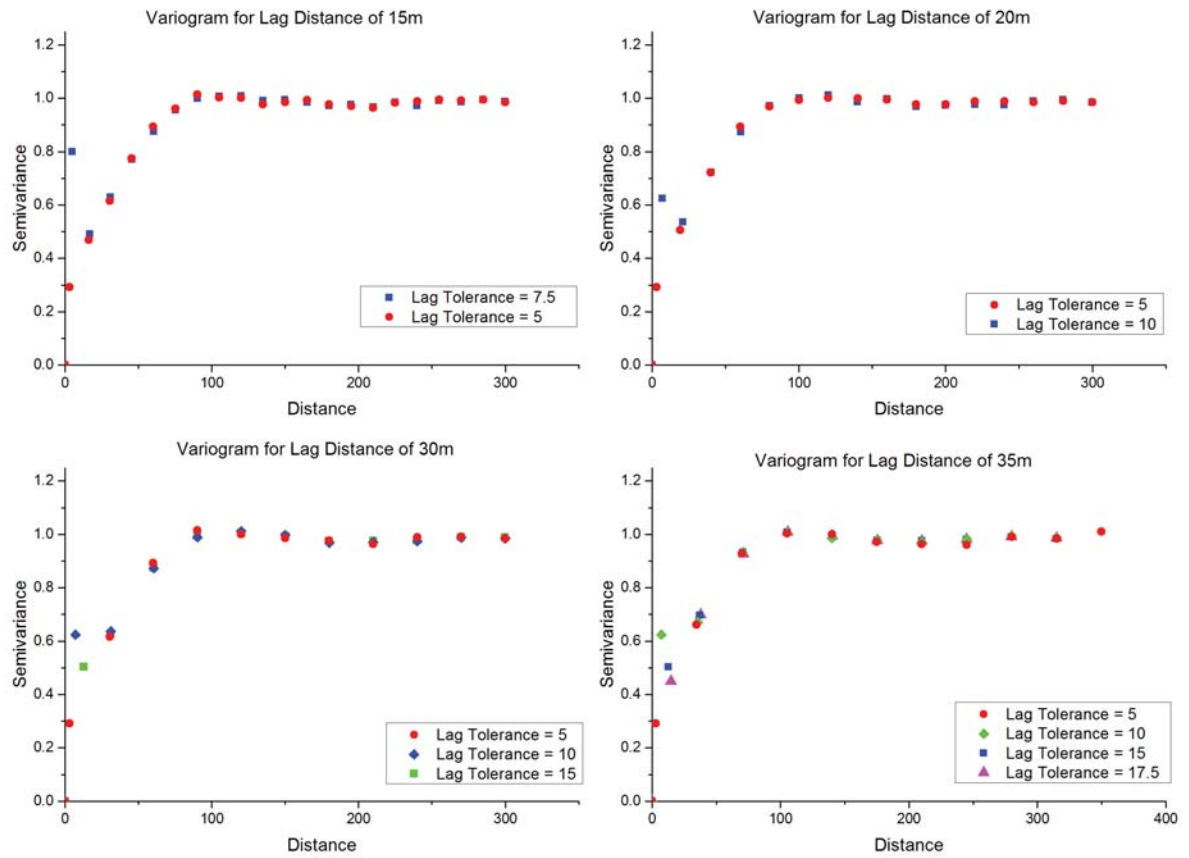 Variogram for Lag Distance of 15m
1.2
1.0
0.8
0.6
0.4
0.2
0.0
Semivariance
0 100 200 300
Distance
Lag Tolerance = 7.5
Lag Tolerance = 5
Variogram for Lag Distance of 20m
1.2
1.0
0.8
0.6
0.4
0.2
0.0
Semivariance
0 100 200 300
Distance
Lag Tolerance = 5
Lag Tolerance = 10
Variogram for Lag Distance of 30m
1.2
1.0
0.8
0.6
0.4
0.2
0.0
Semivariance
0 100 200 300
Distance
Lag Tolerance = 5
Lag Tolerance = 10
Lag Tolerance = 15
Variogram for Lag Distance of 35m
1.2
1.0
0.8
0.6
0.4
0.2
0.0
Semivariance
0 100 200 300 400
Distance
Lag Tolerance = 5
Lag Tolerance = 10
Lag Tolerance = 15
Lag Tolerance = 17.5